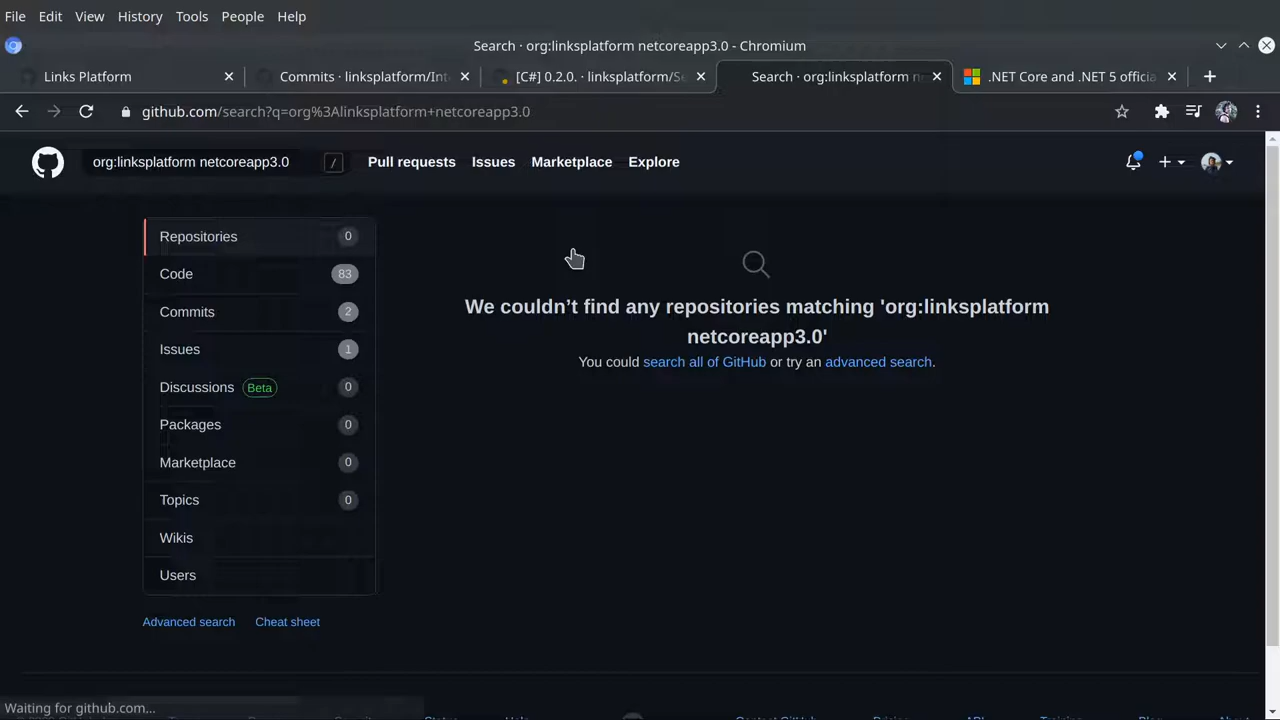 File Edit View History Tools People Help
Search · org:linksplatform netcoreapp3.0 - Chromium
Links Platform
Commits · linksplatform/Int
[C#] 0.2.0. · linksplatform/Se
Search · org:linksplatform n
.NET Core and .NET 5 officia
github.com/search?q=org%3Alinksplatform+netcoreapp3.0
org:linksplatform netcoreapp3.0 / Pull requests Issues Marketplace Explore
Repositories 0
Code 83
Commits 2
Issues 1
Discussions Beta 0
Packages 0
Marketplace 0
Topics 0
Wikis
Users
Advanced search Cheat sheet
We couldn’t find any repositories matching 'org:linksplatform
netcoreapp3.0'
You could search all of GitHub or try an advanced search.
Waiting for github.com...